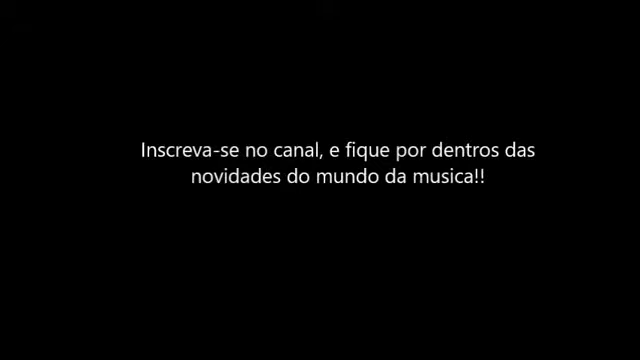 Inscreva-se no canal, e fique por dentros das
novidades do mundo da musica!!